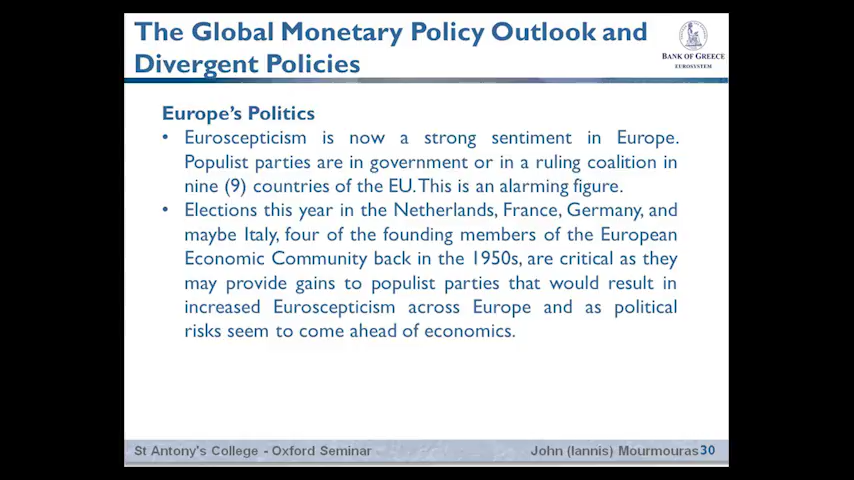 The Global Monetary Policy Outlook and
Divergent Policies
BANK OF GREECE
EUROSYSTEM
Europe's Politics
• Euroscepticism is now a strong sentiment in Europe.
Populist parties are in government or in a ruling coalition in
nine (9) countries of the EU. This is an alarming figure.
• Elections this year in the Netherlands, France, Germany, and
maybe Italy, four of the founding members of the European
Economic Community back in the 1950s, are critical as they
may provide gains to populist parties that would result in
increased Euroscepticism across Europe and as political
risks seem to come ahead of economics.
St Antony's College - Oxford Seminar
John (Iannis) Mourmouras 30